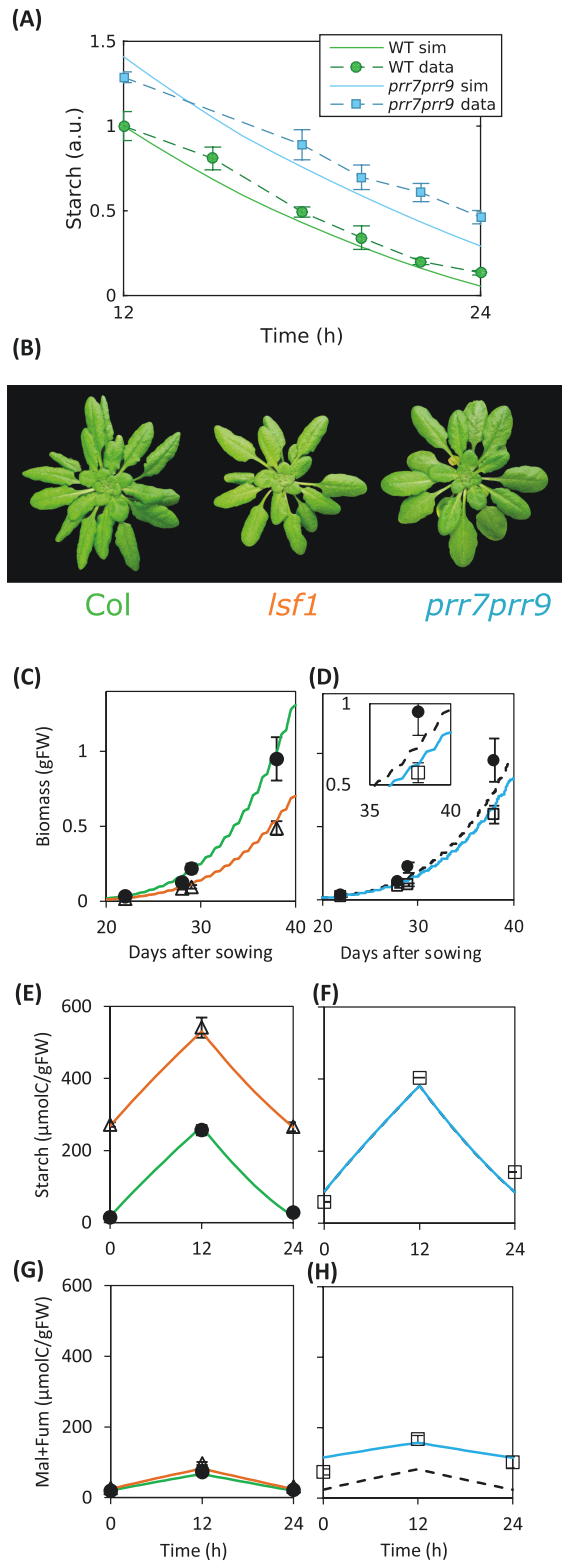 (A)
1.5
1
0.5
0
Starch (a.u.)
WT sim
WT data
prr7prr9 sim
prr7prr9 data
12
24
Time (h)
(B)
Col
lsf1
prr7prr9
(C)
(D)
Biomass (gFW)
1
0.5
0
1
0.5
35
40
20
30
40
20
30
40
Days after sowing
Days after sowing
(E)
(F)
Starch (μmolC/gFW)
600
400
200
0
0
12
24
0
12
24
(G)
(H)
Mal+Fum (μmolC/gFW)
600
400
200
0
0
12
24
0
12
24
Time (h)
Time (h)